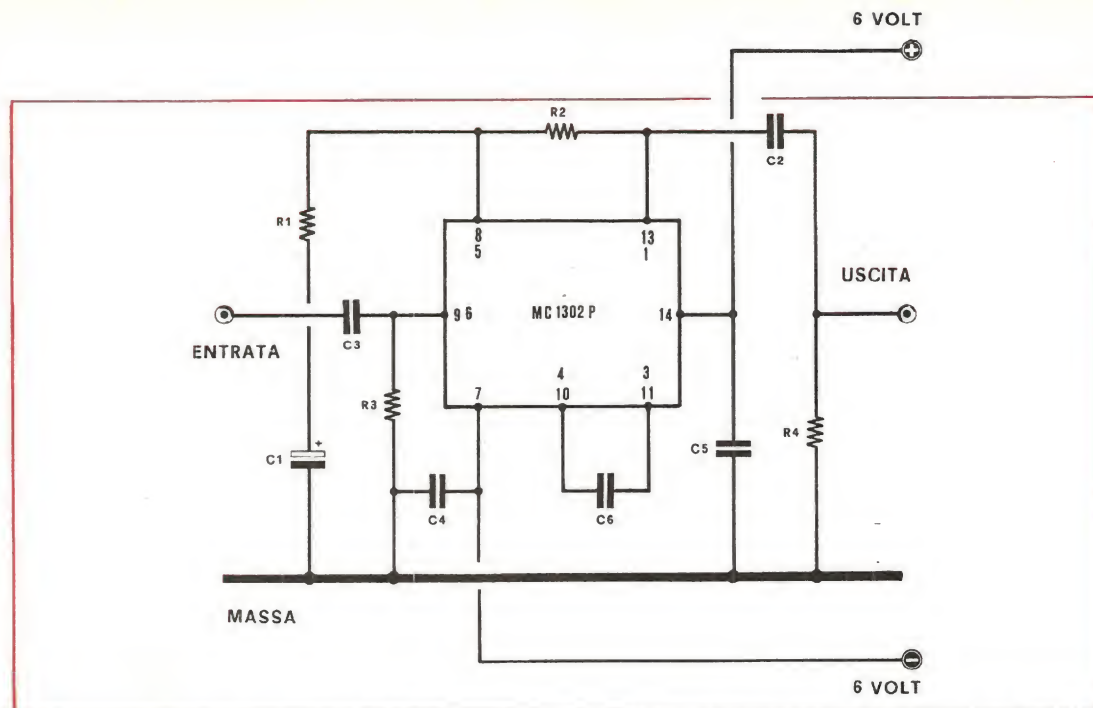 6 VOLT
R2
C2
R1
8
5
13
1
USCITA
9 6
MC 1302 P
14
ENTRATA
C3
4
3
7
10
11
R3
C5
R4
C1
+
C4
C6
MASSA
6 VOLT